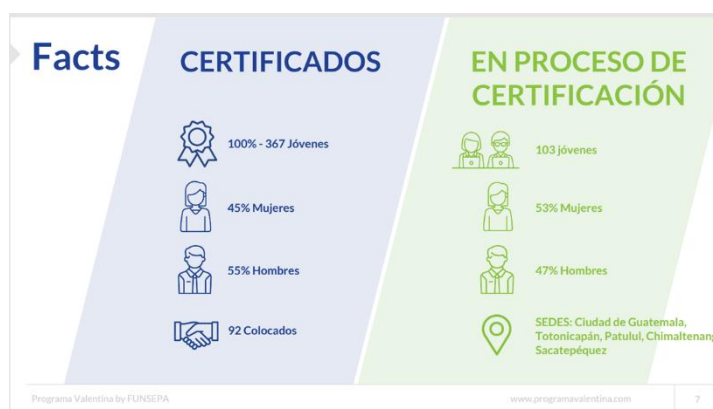 Facts
CERTIFICADOS
100% - 367 Jóvenes
45% Mujeres
55% Hombres
92 Colocados
EN PROCESO DE
CERTIFICACIÓN
103 jóvenes
53% Mujeres
47% Hombres
SEDES: Ciudad de Guatemala,
Totonicapán, Patulul, Chimaltenang
Sacatepéquez
Programa Valentina by FUNSEPA
www.programavalentina.com
7